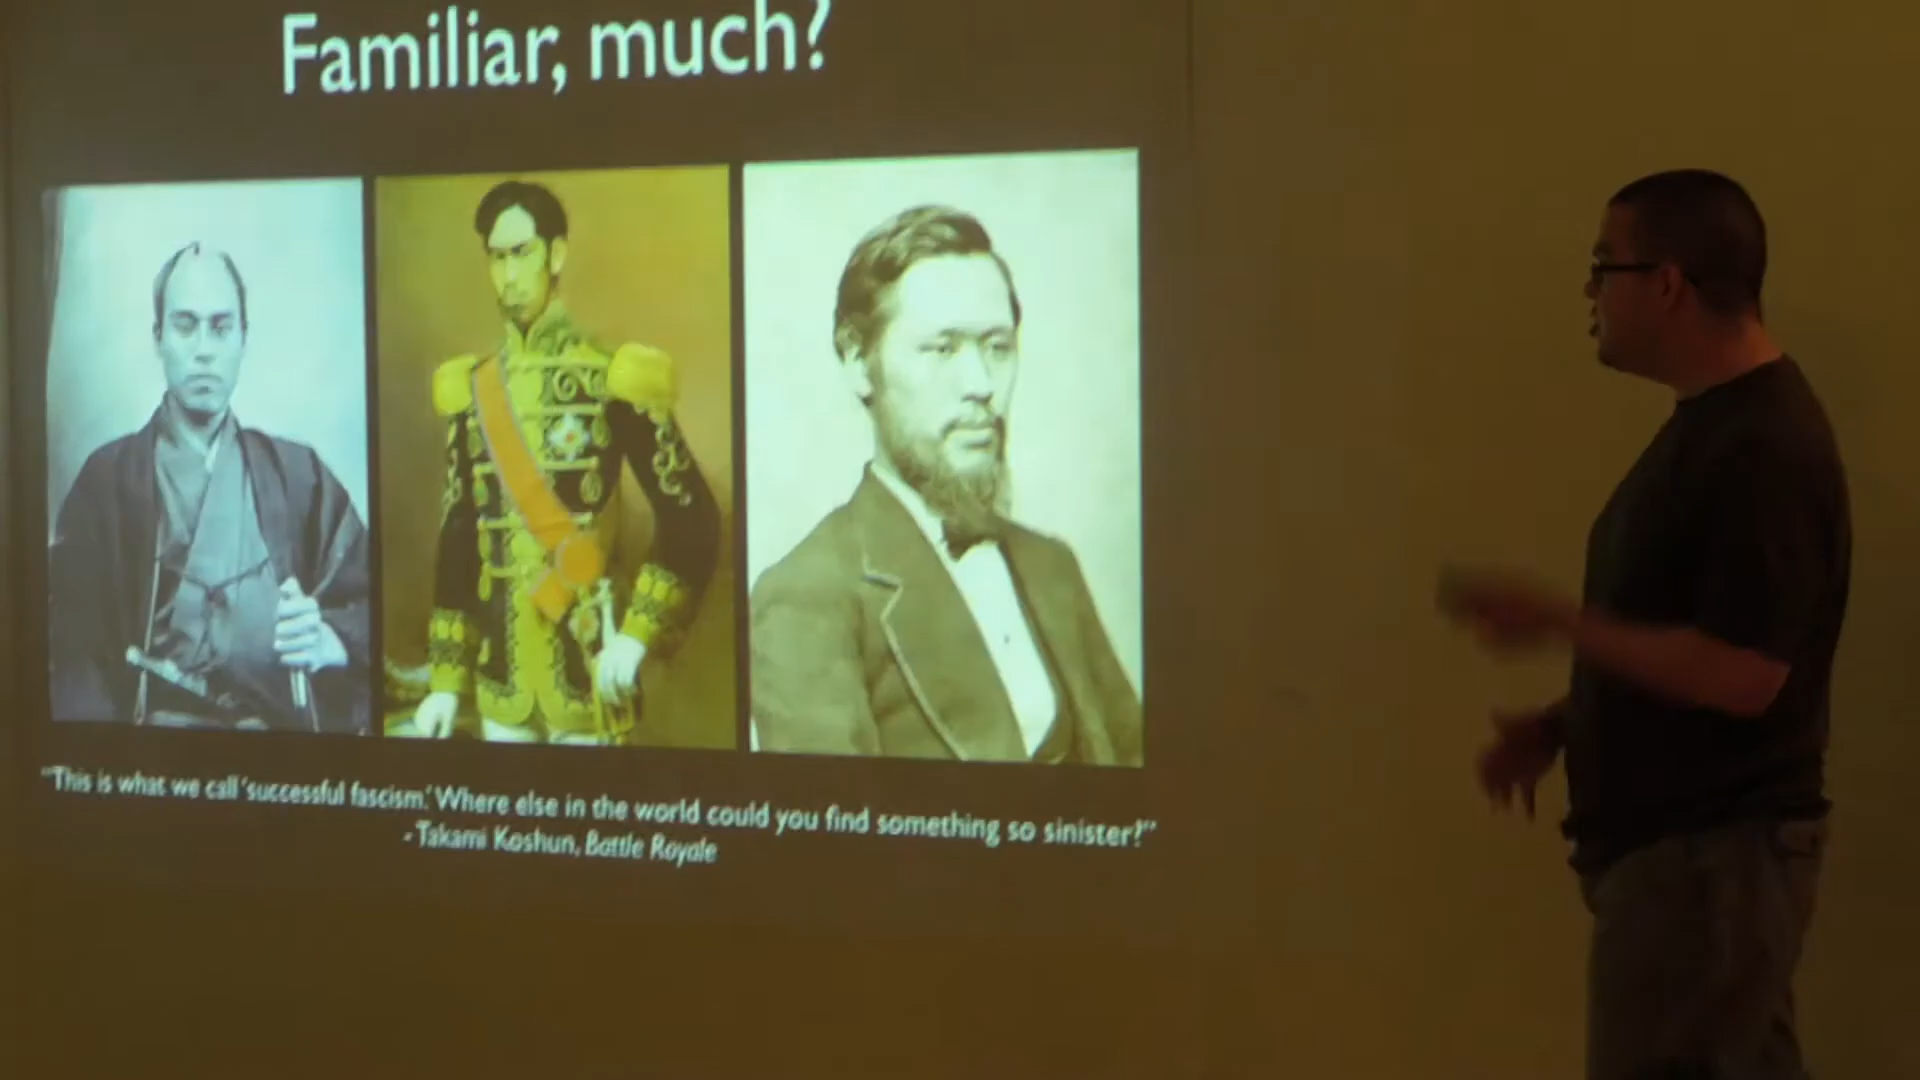 Familiar, much?
"This is what we call 'successful fascism.' Where else in the world could you find something so sinister?"
- Takami Koshun, Battle Royale